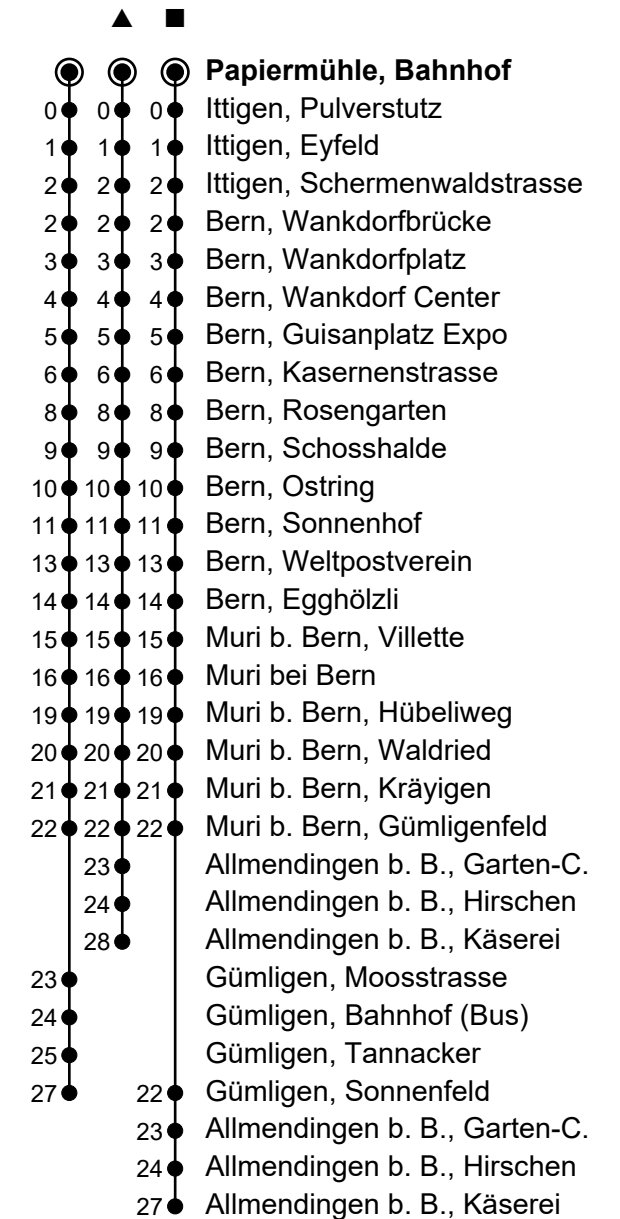 ▲ ■
Papiermühle, Bahnhof
0 0 0 Ittigen, Pulverstutz
1 1 1 Ittigen, Eyfeld
2 2 2 Ittigen, Schermenwaldstrasse
2 2 2 Bern, Wankdorfbrücke
3 3 3 Bern, Wankdorfplatz
4 4 4 Bern, Wankdorf Center
5 5 5 Bern, Guisanplatz Expo
6 6 6 Bern, Kasernenstrasse
8 8 8 Bern, Rosengarten
9 9 9 Bern, Schosshalde
10 10 10 Bern, Ostring
11 11 11 Bern, Sonnenhof
13 13 13 Bern, Weltpostverein
14 14 14 Bern, Egghölzli
15 15 15 Muri b. Bern, Villette
16 16 16 Muri bei Bern
19 19 19 Muri b. Bern, Hübeliweg
20 20 20 Muri b. Bern, Waldried
21 21 21 Muri b. Bern, Kräyigen
22 22 22 Muri b. Bern, Gümligenfeld
23 Allmendingen b. B., Garten-C.
24 Allmendingen b. B., Hirschen
28 Allmendingen b. B., Käserei
23 Gümligen, Moosstrasse
24 Gümligen, Bahnhof (Bus)
25 Gümligen, Tannacker
27 22 Gümligen, Sonnenfeld
23 Allmendingen b. B., Garten-C.
24 Allmendingen b. B., Hirschen
27 Allmendingen b. B., Käserei